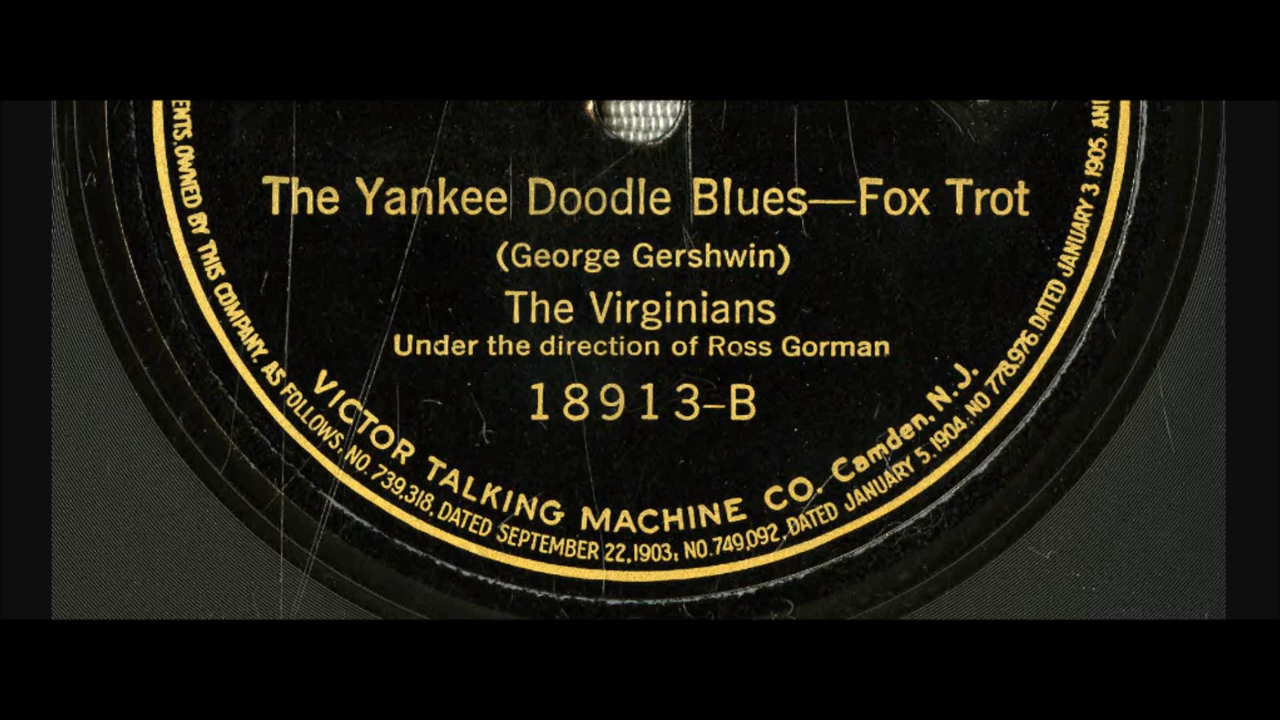 The Yankee Doodle Blues—Fox Trot
(George Gershwin)
The Virginians
Under the direction of Ross Gorman
18913-B
VICTOR TALKING MACHINE CO. Camden, N.J.
OWNED BY THIS COMPANY, AS FOLLOWS, NO. 739,318, DATED SEPTEMBER 22, 1903; NO. 749,092, DATED JANUARY 5, 1904; NO 778,976, DATED JANUARY 3 1905, AND